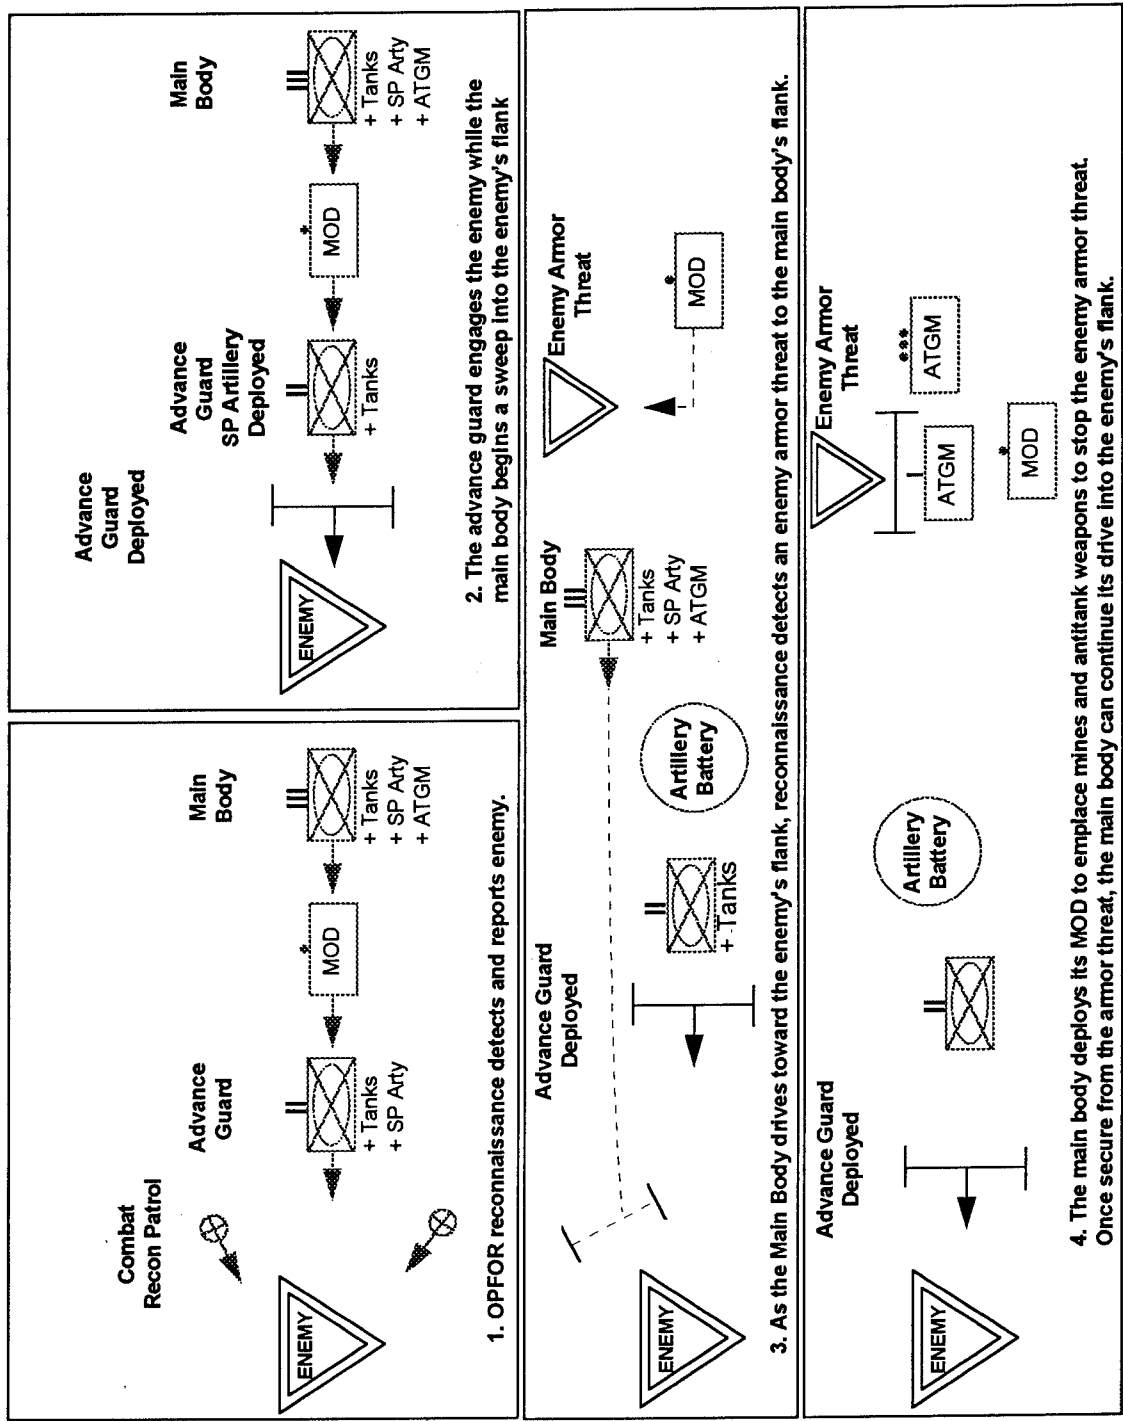 Combat
Recon Patrol
Advance
Guard
Main
Body
ENEMY
MOD
+ Tanks
+ SP Arty
+ Tanks
+ SP Arty
+ ATGM
1. OPFOR reconnaissance detects and reports enemy.
Advance
Guard
Deployed
Advance
Guard
SP Artillery
Deployed
Main
Body
ENEMY
MOD
+ Tanks
+ Tanks
+ SP Arty
+ ATGM
2. The advance guard engages the enemy while the
main body begins a sweep into the enemy's flank
Advance Guard
Deployed
Main Body
Enemy Armor
Threat
+ Tanks
+ SP Arty
+ ATGM
ENEMY
+ Tanks
Artillery
Battery
MOD
3. As the Main Body drives toward the enemy's flank, reconnaissance detects an enemy armor threat to the main body's flank.
Advance Guard
Deployed
Enemy Armor
Threat
Artillery
Battery
ENEMY
ATGM
ATGM
MOD
4. The main body deploys its MOD to emplace mines and antitank weapons to stop the enemy armor threat.
Once secure from the armor threat, the main body can continue its drive into the enemy's flank.